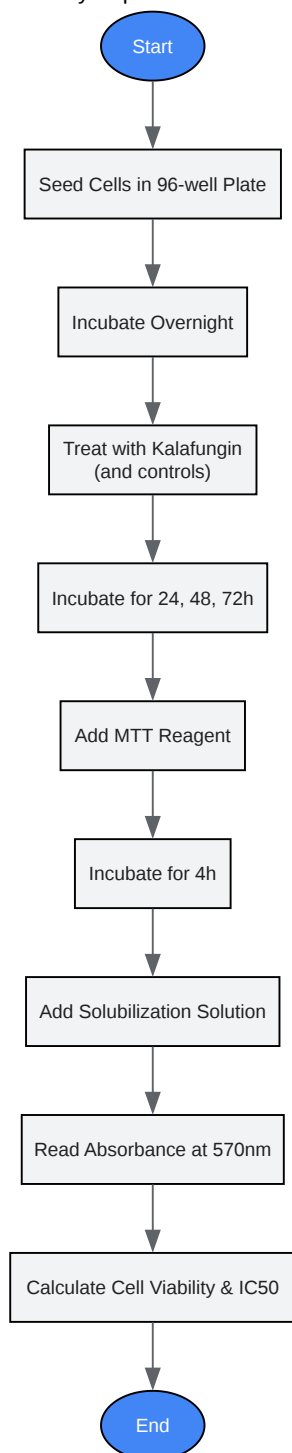 Start
Seed Cells in 96-well Plate
Incubate Overnight
Treat with Kalafungin
(and controls)
Incubate for 24, 48, 72h
Add MTT Reagent
Incubate for 4h
Add Solubilization Solution
Read Absorbance at 570nm
Calculate Cell Viability & IC50
End